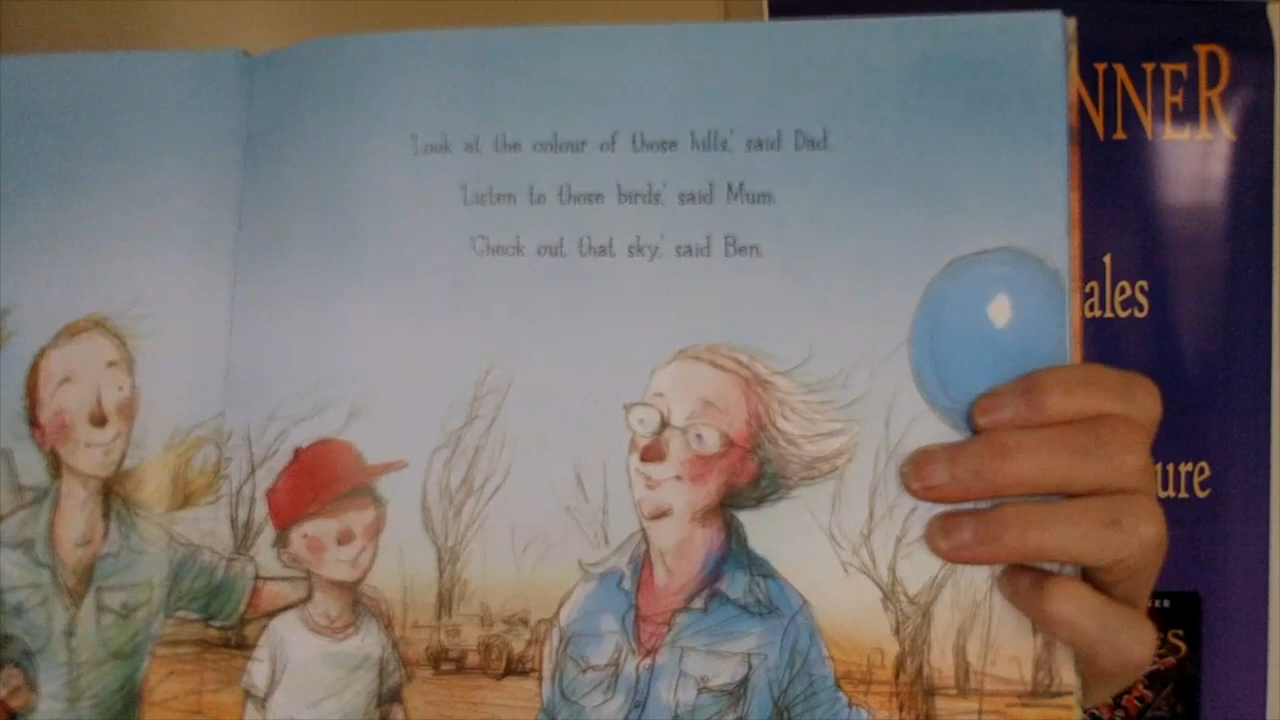 'Look at the colour of those hills,' said Dad.
'Listen to those birds,' said Mum.
'Check out that sky,' said Ben.
NNER
ales
ure